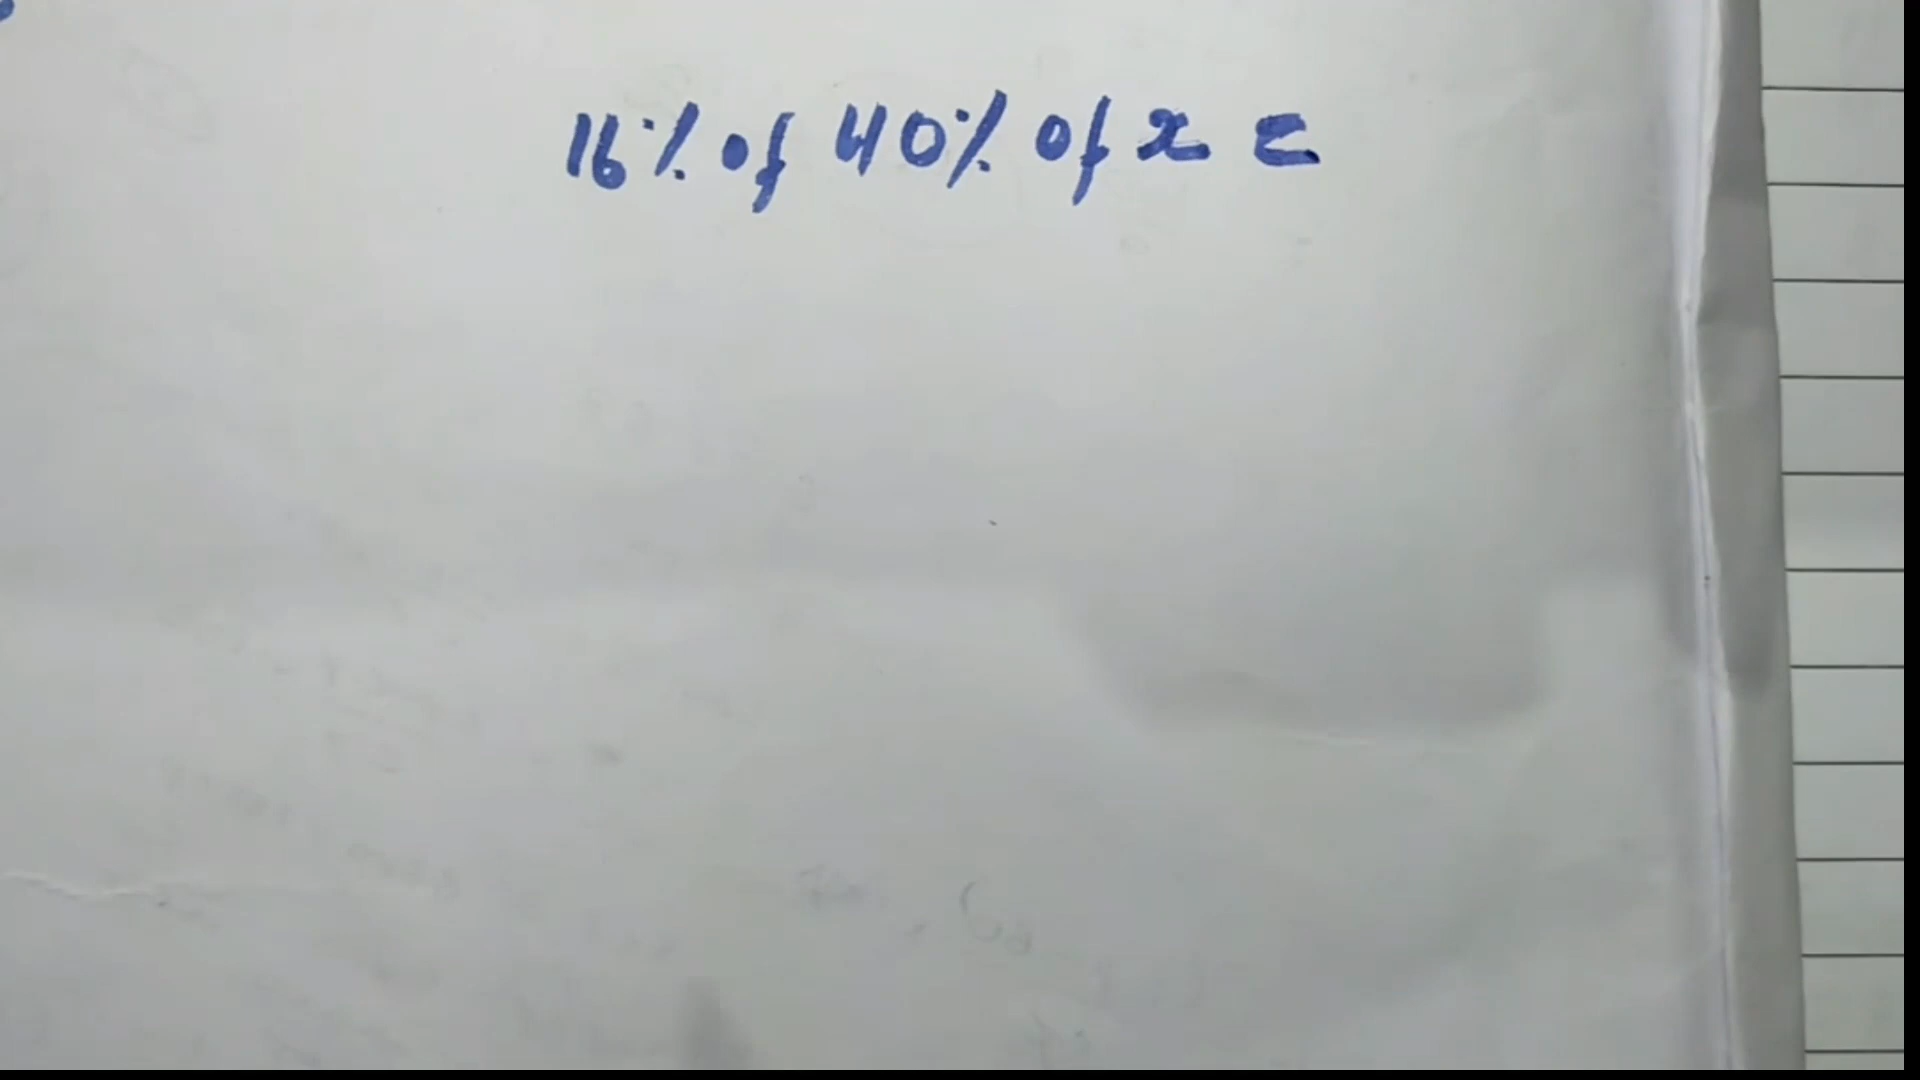 16% of 40% of x =